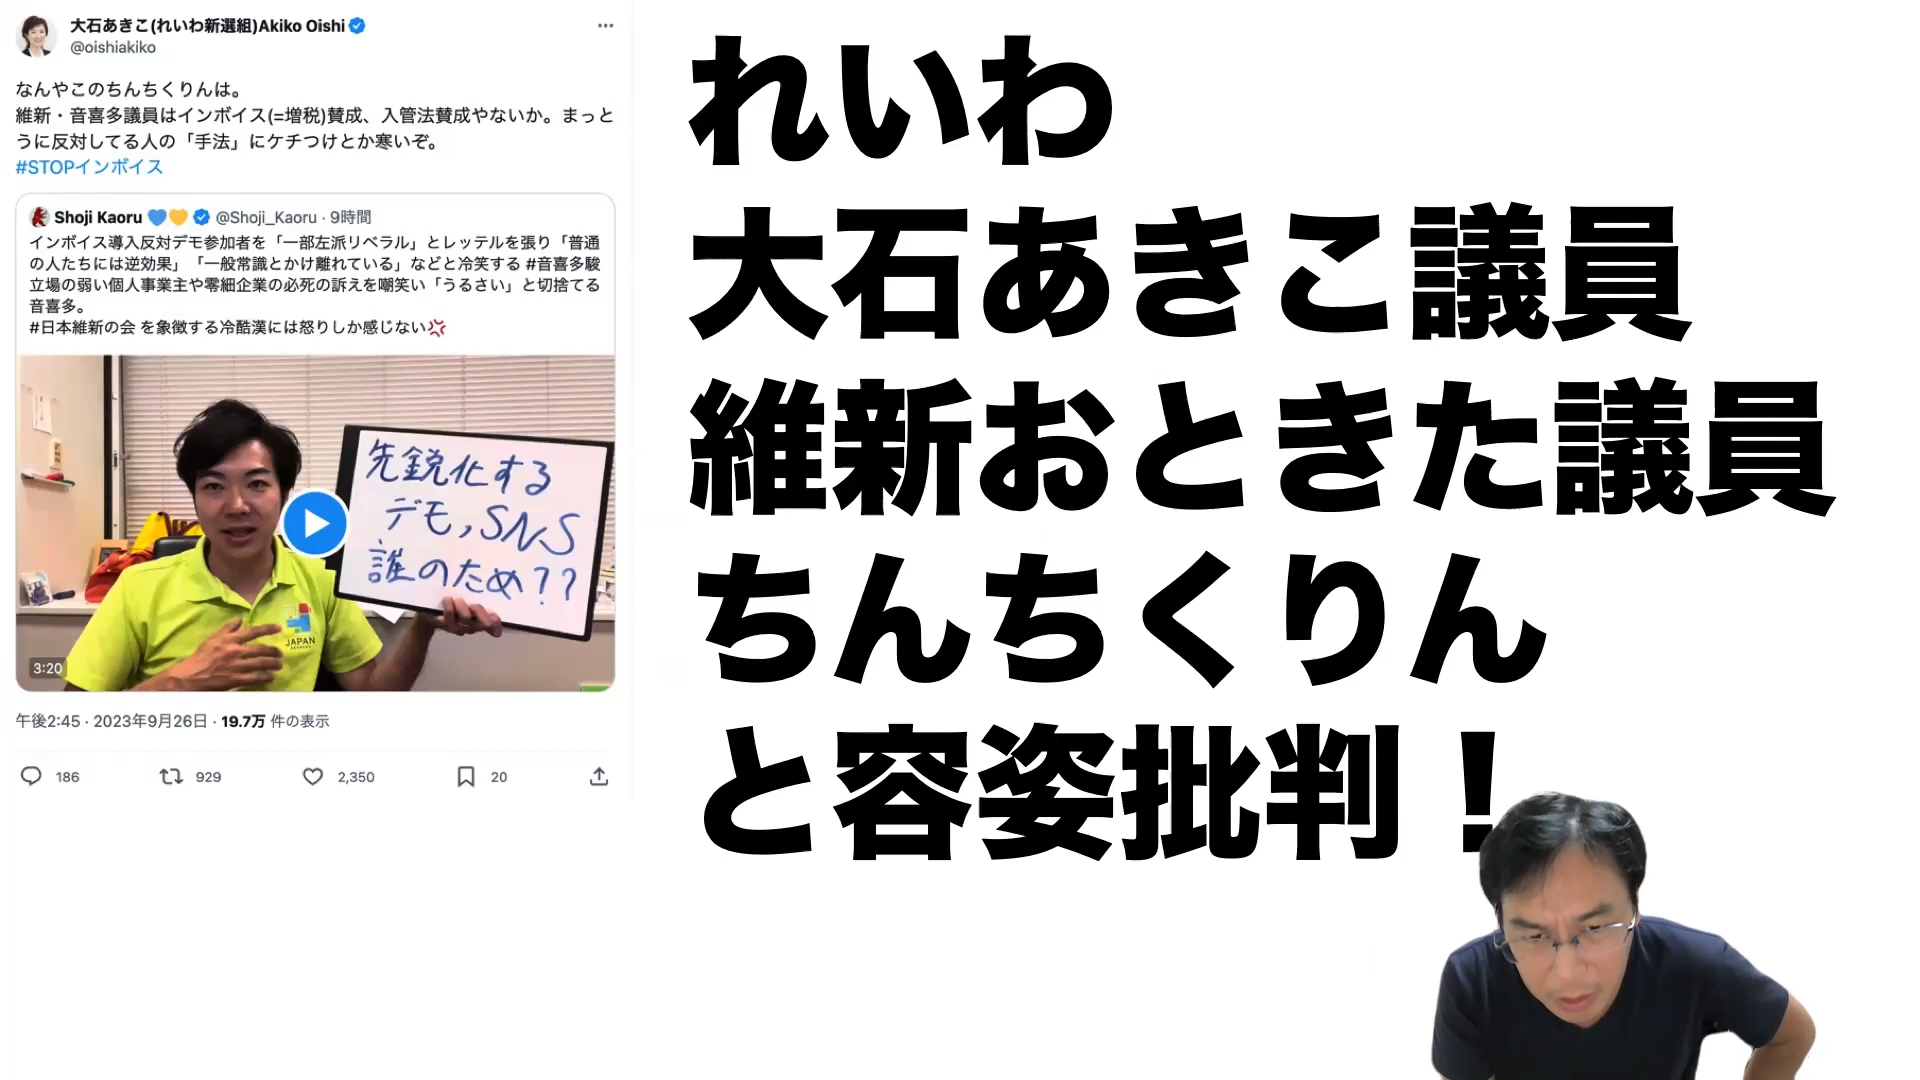 大石あきこ(れいわ新選組)Akiko Oishi
@oishiakiko
なんやこのちんちくりんは。
維新・音喜多議員はインボイス(=増税)賛成、入管法賛成やないか。まっと
うに反対してる人の「手法」にケチつけとか寒いぞ。
#STOPインボイス
Shoji Kaoru 💙💛 @Shoji_Kaoru · 9時間
インボイス導入反対デモ参加者を「一部左派リベラル」とレッテルを張り「普通
の人たちには逆効果」「一般常識とかけ離れている」などと冷笑する #音喜多駿
立場の弱い個人事業主や零細企業の必死の訴えを嘲笑い「うるさい」と切捨てる
音喜多。
#日本維新の会 を象徴する冷酷漢には怒りしか感じない💢
先鋭化する
デモ,SNS
誰のため??
JAPAN
3:20
午後2:45 · 2023年9月26日 · 19.7万 件の表示
186 929 2,350 20
れいわ
大石あきこ議員
維新おときた議員
ちんちくりん
と容姿批判！